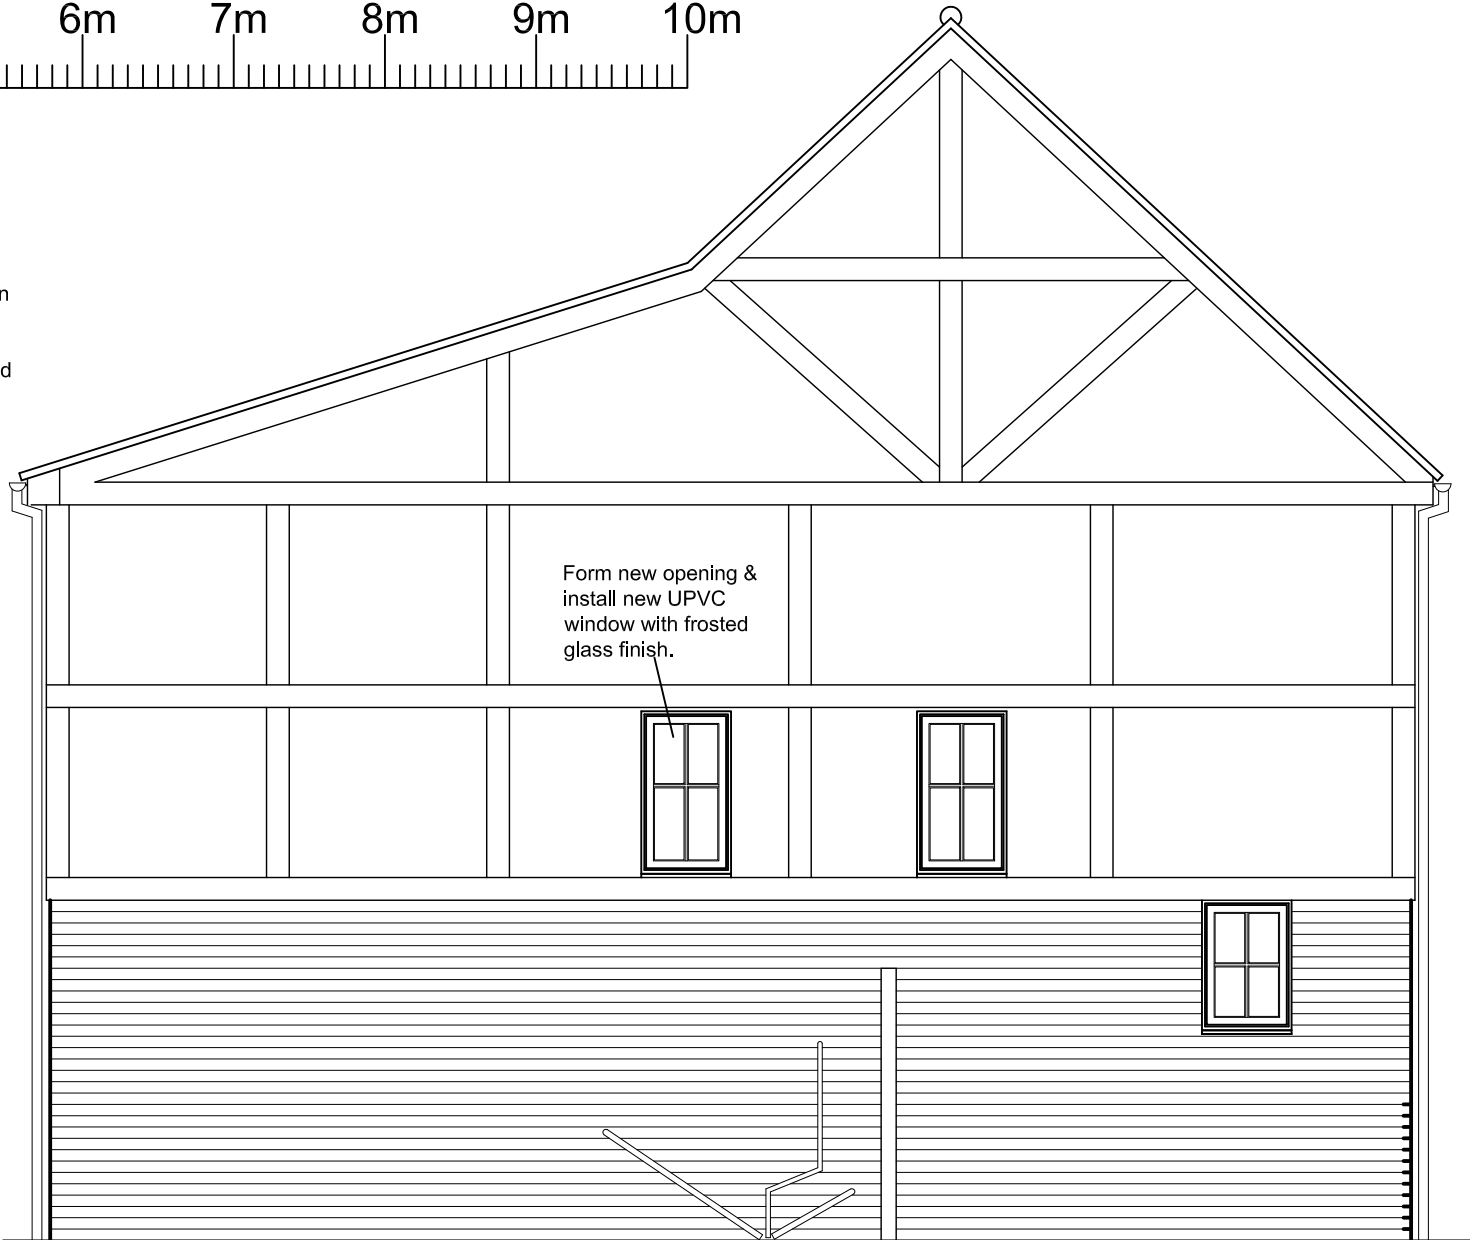 6m 7m 8m 9m 10m
n
d
Form new opening &
install new UPVC
window with frosted
glass finish.